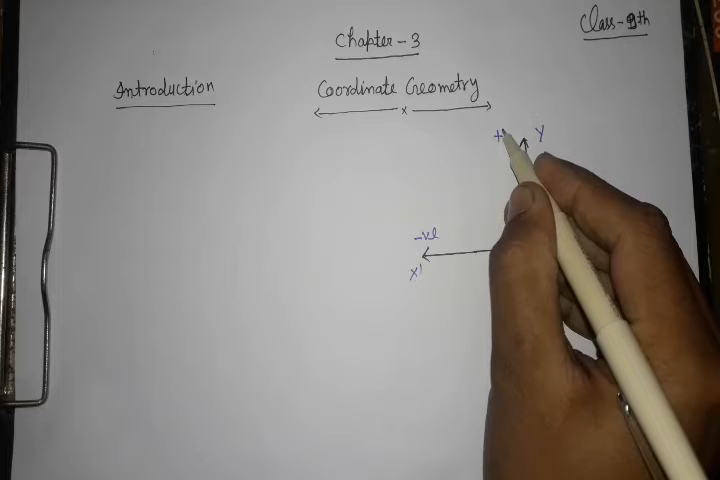 Class-9th
Chapter-3
Introduction
Coordinate Geometry
x
+
Y
-ve
X'